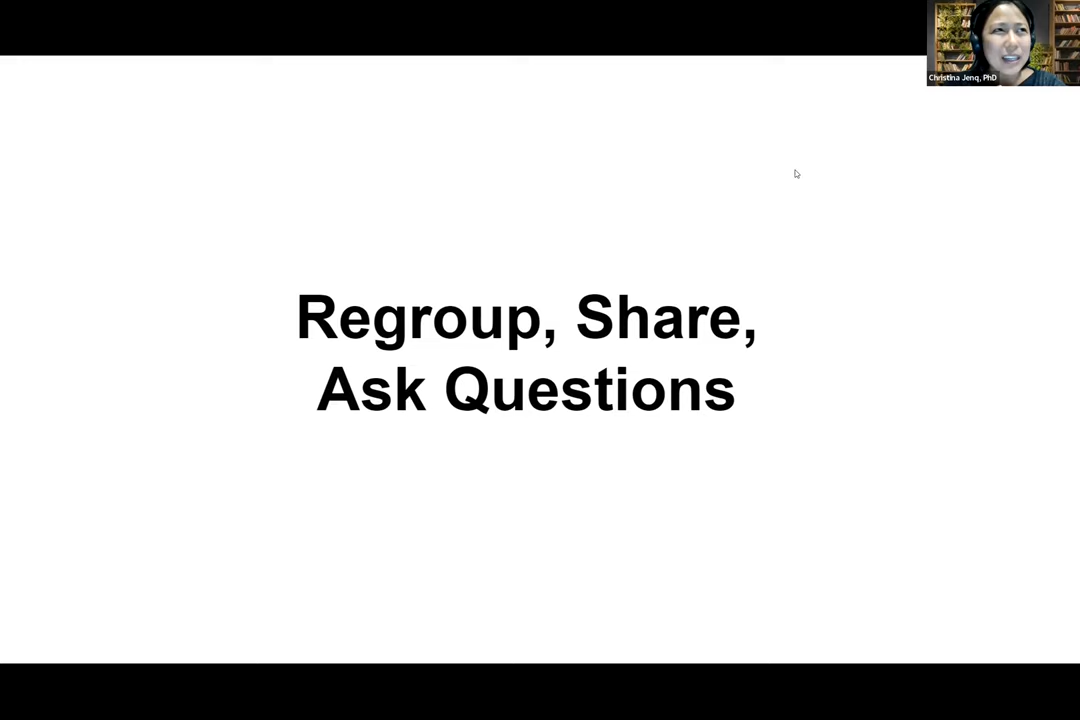 Christina Jenq, PhD
Regroup, Share,
Ask Questions